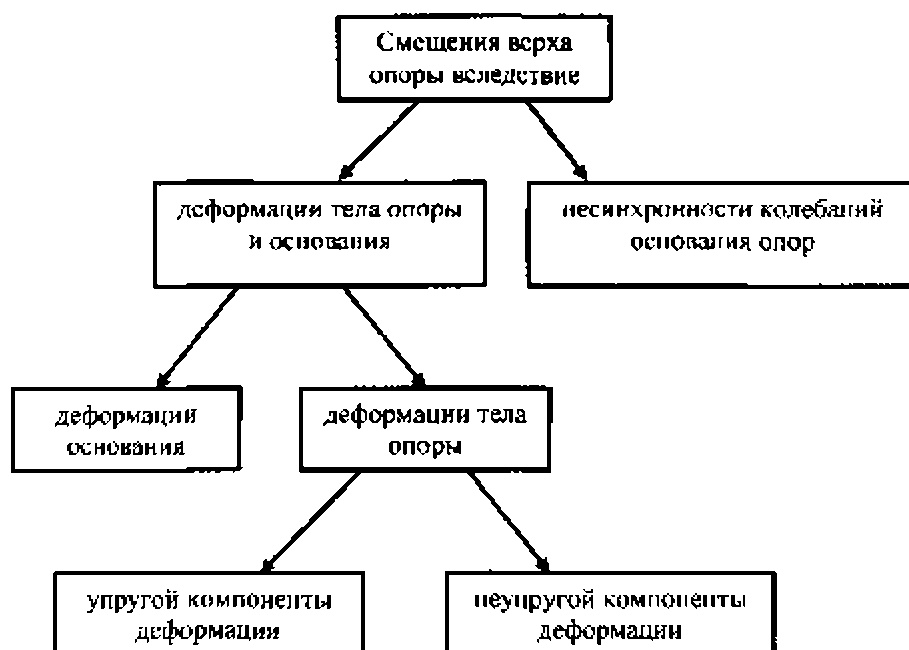 Смещения верха
опоры вследствие
деформации тела опоры
и основания
несинхронности колебаний
основания опор
деформации
основания
деформации тела
опоры
упругой компоненты
деформация
неупругой компоненты
деформации